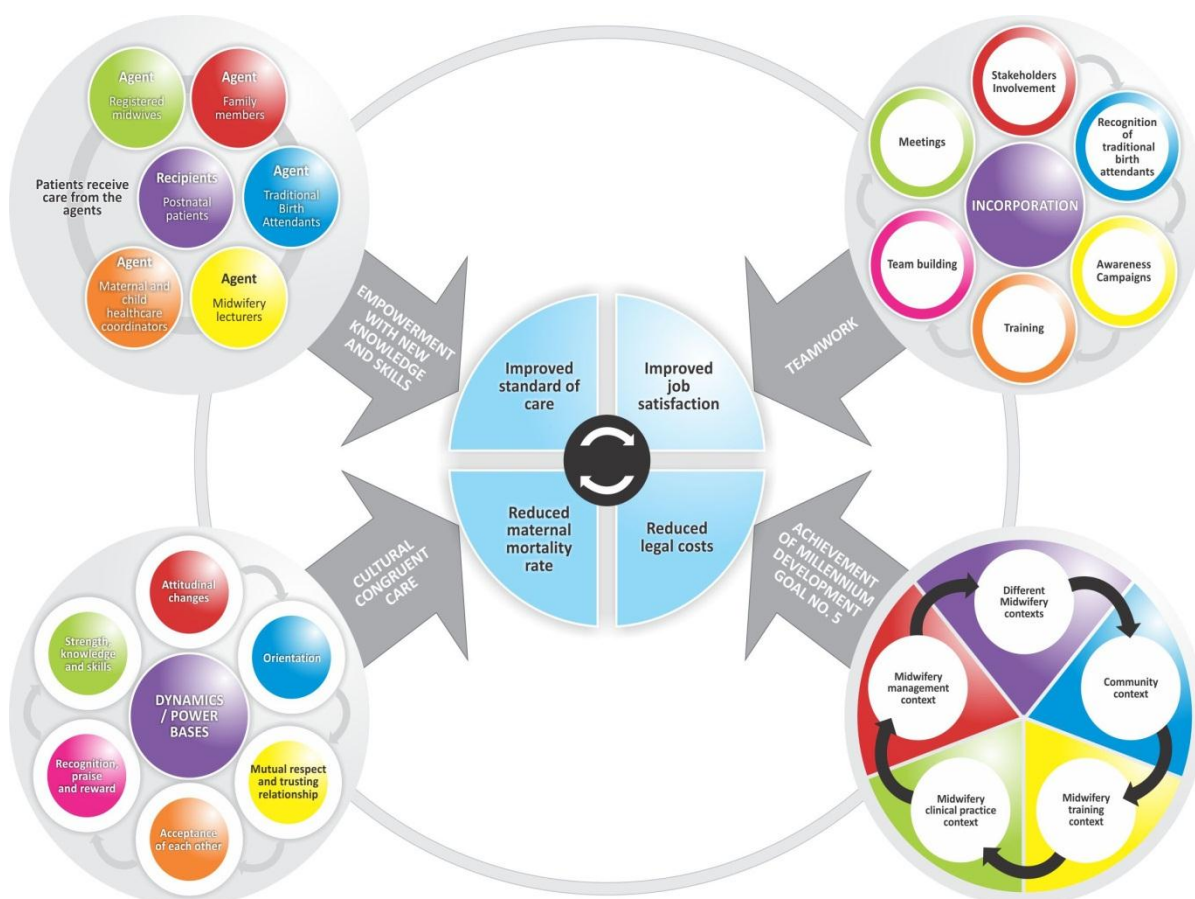 Agent
Registered
midwives
Agent
Family
members
Patients receive
care from the
agents
Recipients
Postnatal
patients
Agent
Traditional
Birth
Attendants
Agent
Maternal and
child
healthcare
coordinators
Agent
Midwifery
lecturers
EMPOWERMENT
WITH NEW
KNOWLEDGE
AND SKILLS
Stakeholders
Involvement
Meetings
Recognition
of
traditional
birth
attendants
INCORPORATION
Team building
Awareness
Campaigns
Training
TEAMWORK
Improved
standard of
care
Improved
job
satisfaction
Reduced
maternal
mortality
rate
Reduced
legal costs
CULTURAL
CONGRUENT
CARE
ACHIEVEMENT
OF MILLENNIUM
DEVELOPMENT
GOAL NO. 5
Attitudinal
changes
Strength,
knowledge
and skills
Orientation
DYNAMICS
/ POWER
BASES
Recognition,
praise
and reward
Mutual respect
and trusting
relationship
Acceptance
of each other
Different
Midwifery
contexts
Midwifery
management
context
Community
context
Midwifery
clinical practice
context
Midwifery
training
context